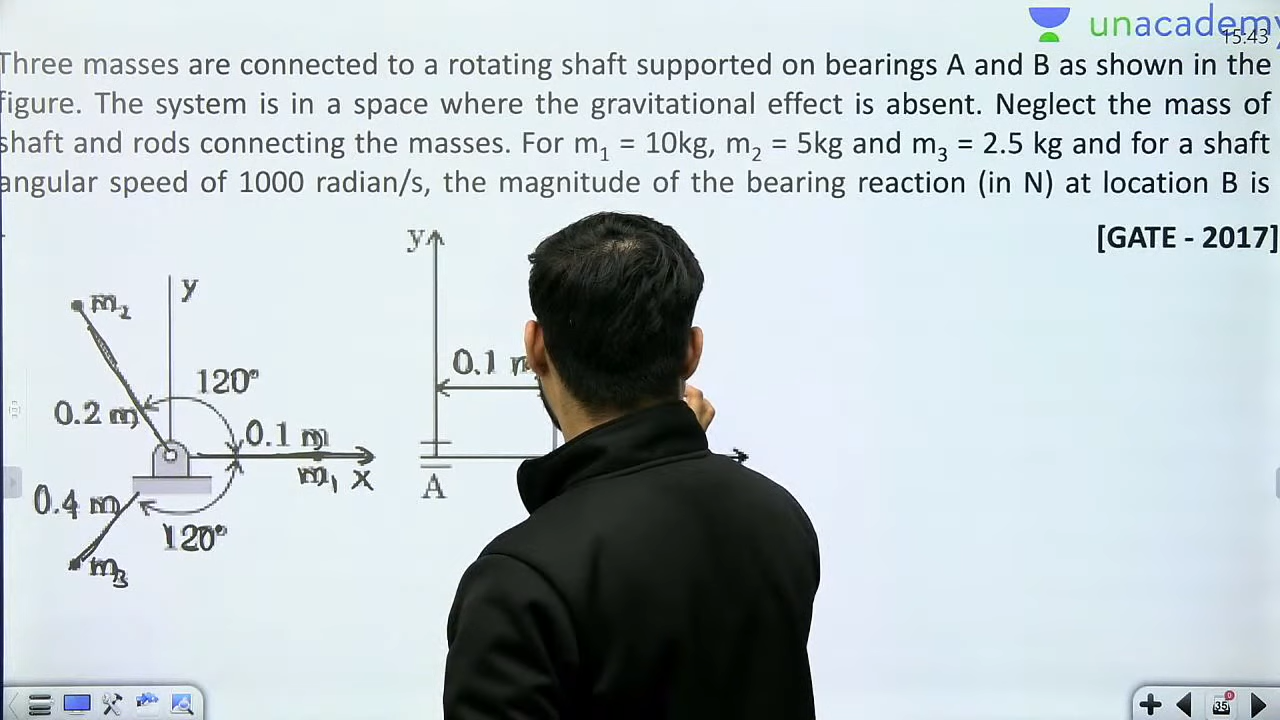 unacademy
15:43
Three masses are connected to a rotating shaft supported on bearings A and B as shown in the
figure. The system is in a space where the gravitational effect is absent. Neglect the mass of
shaft and rods connecting the masses. For m₁ = 10kg, m₂ = 5kg and m₃ = 2.5 kg and for a shaft
angular speed of 1000 radian/s, the magnitude of the bearing reaction (in N) at location B is
[GATE - 2017]
y
m₂
y
120°
0.1 m
0.2 m
0.1 m
m₁ x
A
0.4 m
120°
m₃
35